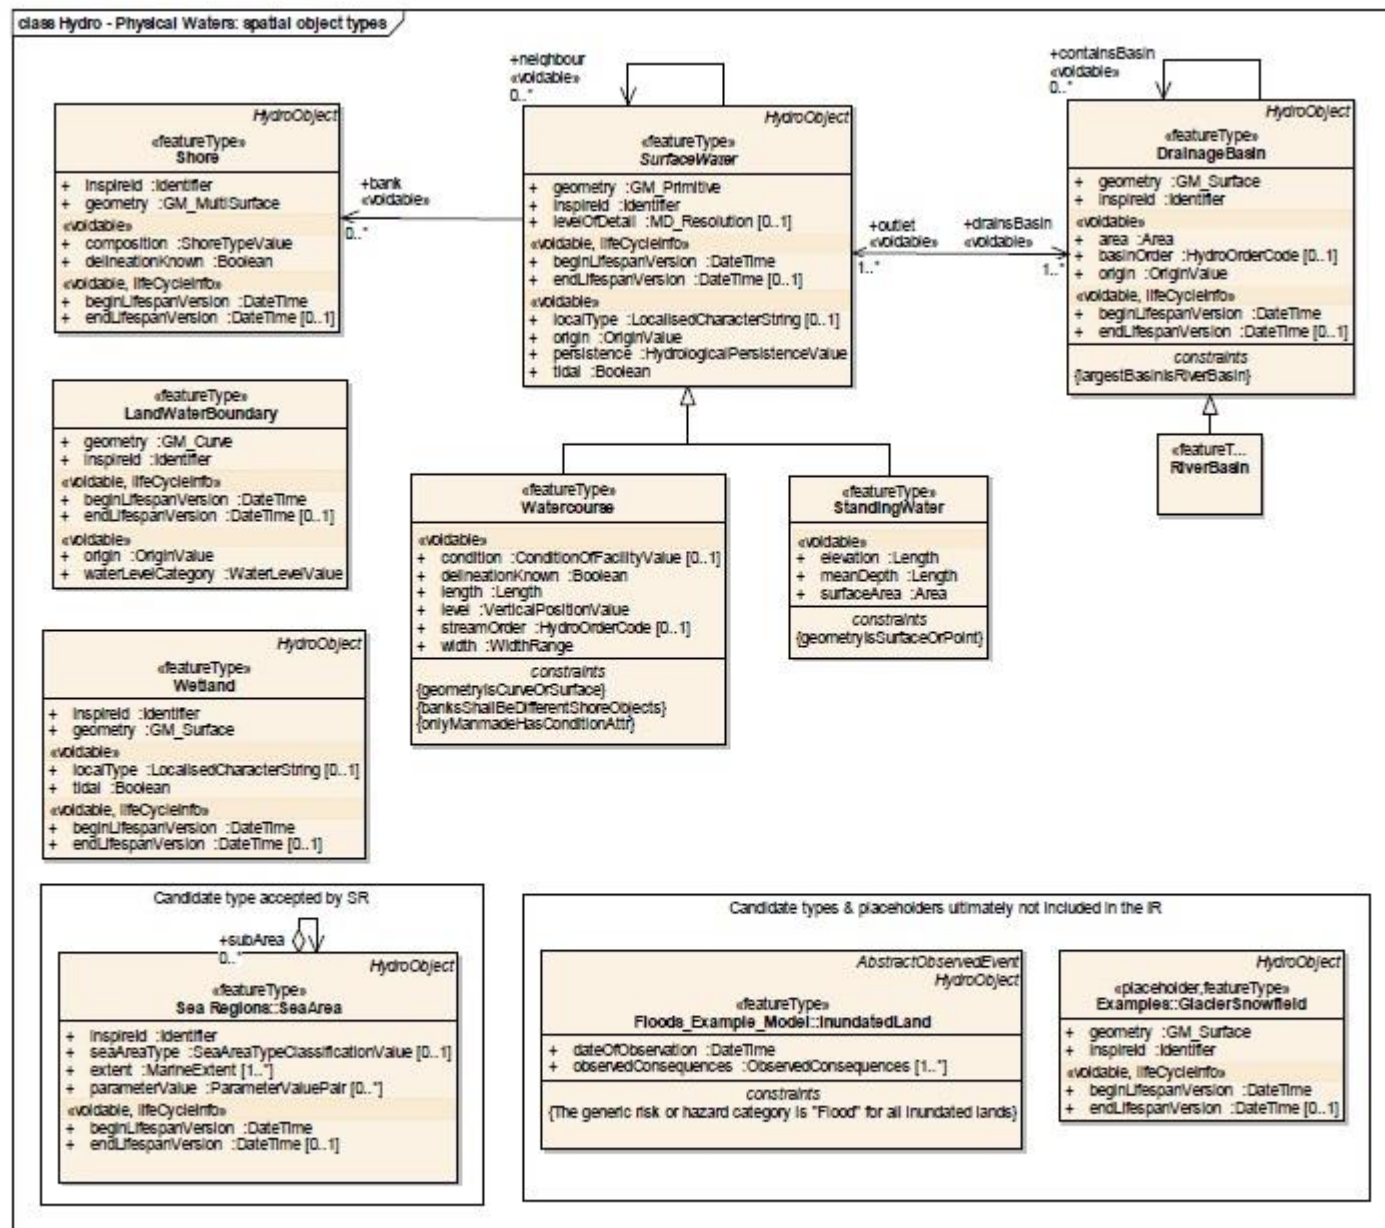 class Hydro - Physical Waters: spatial object types
+neighbour
«voidable»
0..*
+containsBasin
«voidable»
0..*
HydroObject
«featureType»
Shore
+ inspireId :Identifier
+ geometry :GM_MultiSurface
«voidable»
+ composition :ShoreTypeValue
+ delineationKnown :Boolean
«voidable, lifeCycleInfo»
+ beginLifespanVersion :DateTime
+ endLifespanVersion :DateTime [0..1]
+bank
«voidable»
0..*
HydroObject
«featureType»
SurfaceWater
+ geometry :GM_Primitive
+ inspireId :Identifier
+ levelOfDetail :MD_Resolution [0..1]
«voidable, lifeCycleInfo»
+ beginLifespanVersion :DateTime
+ endLifespanVersion :DateTime [0..1]
«voidable»
+ localType :LocalisedCharacterString [0..1]
+ origin :OriginValue
+ persistence :HydrologicalPersistenceValue
+ tidal :Boolean
+outlet
«voidable»
1..*
+drainsBasin
«voidable»
1..*
HydroObject
«featureType»
DrainageBasin
+ geometry :GM_Surface
+ inspireId :Identifier
«voidable»
+ area :Area
+ basinOrder :HydroOrderCode [0..1]
+ origin :OriginValue
«voidable, lifeCycleInfo»
+ beginLifespanVersion :DateTime
+ endLifespanVersion :DateTime [0..1]
constraints
{largestBasinIsRiverBasin}
«featureType»
LandWaterBoundary
+ geometry :GM_Curve
+ inspireId :Identifier
«voidable, lifeCycleInfo»
+ beginLifespanVersion :DateTime
+ endLifespanVersion :DateTime [0..1]
«voidable»
+ origin :OriginValue
+ waterLevelCategory :WaterLevelValue
«featureType»
Watercourse
«voidable»
+ condition :ConditionOfFacilityValue [0..1]
+ delineationKnown :Boolean
+ length :Length
+ level :VerticalPositionValue
+ streamOrder :HydroOrderCode [0..1]
+ width :WidthRange
constraints
{geometryIsCurveOrSurface}
{banksShallBeDifferentShoreObjects}
{onlyManmadeHasConditionAttr}
«featureType»
StandingWater
«voidable»
+ elevation :Length
+ meanDepth :Length
+ surfaceArea :Area
constraints
{geometryIsSurfaceOrPoint}
«featureT...
RiverBasin
HydroObject
«featureType»
Wetland
+ inspireId :Identifier
+ geometry :GM_Surface
«voidable»
+ localType :LocalisedCharacterString [0..1]
+ tidal :Boolean
«voidable, lifeCycleInfo»
+ beginLifespanVersion :DateTime
+ endLifespanVersion :DateTime [0..1]
Candidate type accepted by SR
+subArea
0..*
HydroObject
«featureType»
Sea Regions::SeaArea
+ inspireId :Identifier
+ seaAreaType :SeaAreaTypeClassificationValue [0..1]
+ extent :MarineExtent [1..*]
+ parameterValue :ParameterValuePair [0..*]
«voidable, lifeCycleInfo»
+ beginLifespanVersion :DateTime
+ endLifespanVersion :DateTime [0..1]
Candidate types & placeholders ultimately not included in the IR
AbstractObservedEvent
HydroObject
«featureType»
Floods_Example_Model::InundatedLand
+ dateOfObservation :DateTime
+ observedConsequences :ObservedConsequences [1..*]
constraints
{The generic risk or hazard category is "Flood" for all inundated lands}
HydroObject
«placeholder,featureType»
Examples::GlacierSnowfield
+ geometry :GM_Surface
+ inspireId :Identifier
«voidable, lifeCycleInfo»
+ beginLifespanVersion :DateTime
+ endLifespanVersion :DateTime [0..1]